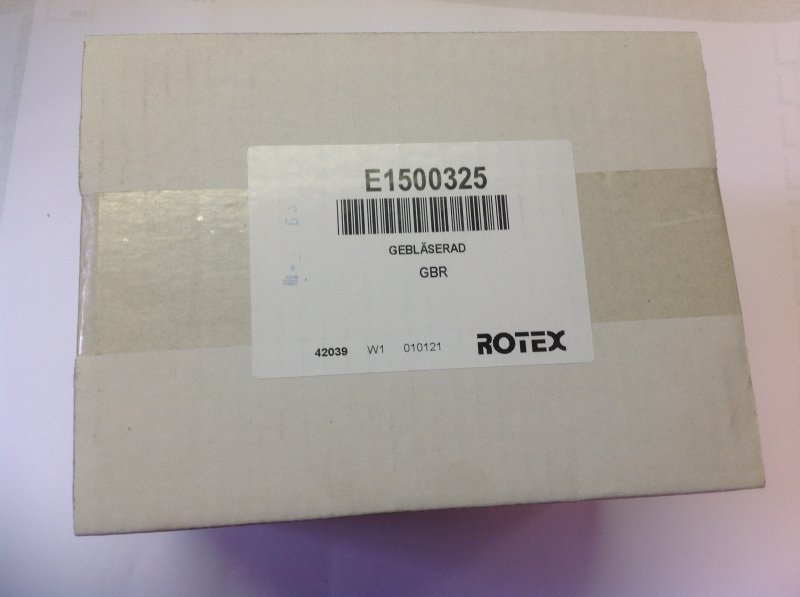 E1500325
GEBLÄSERAD
GBR
42039 W1 010121 ROTEX